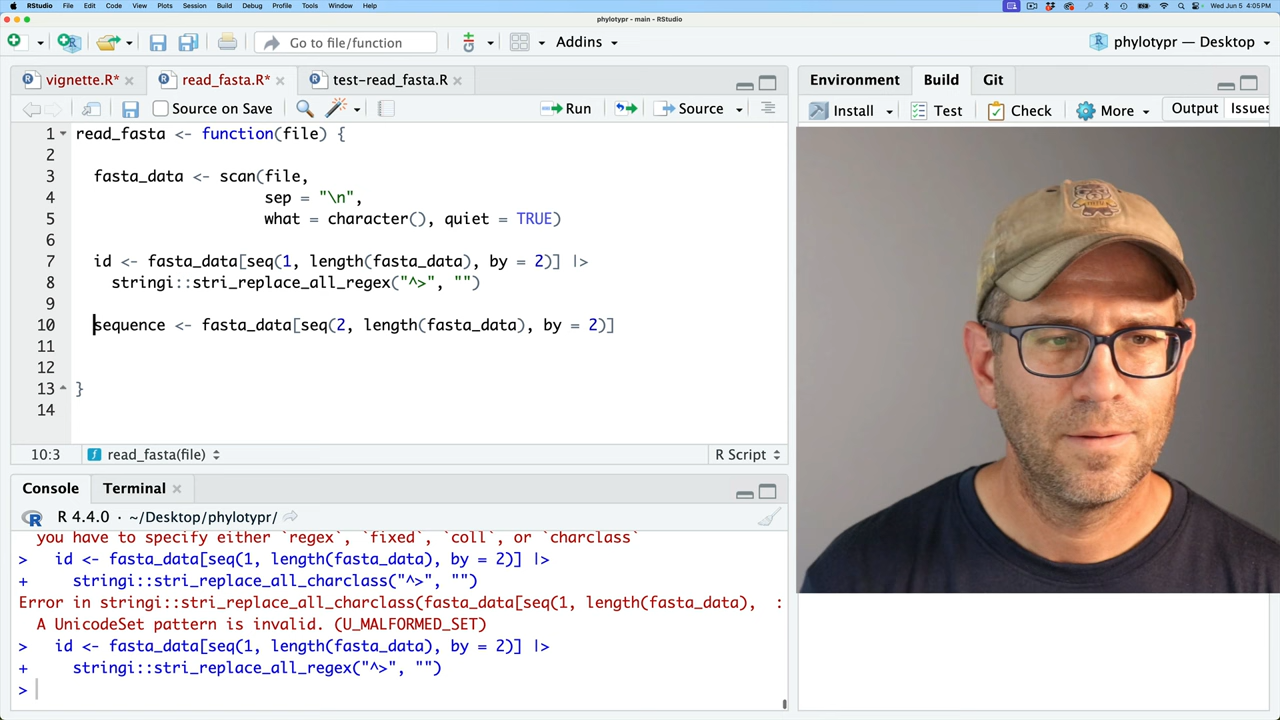 RStudio File Edit Code View Plots Session Build Debug Profile Tools Window Help Wed Jun 5 4:05 PM
phylotypr - main - RStudio
Go to file/function Addins phylotypr — Desktop
vignette.R* read_fasta.R* test-read_fasta.R
Source on Save Run Source
1 read_fasta <- function(file) {
2
3 fasta_data <- scan(file,
4 sep = "\n",
5 what = character(), quiet = TRUE)
6
7 id <- fasta_data[seq(1, length(fasta_data), by = 2)] |>
8 stringi::stri_replace_all_regex("^>", "")
9
10 sequence <- fasta_data[seq(2, length(fasta_data), by = 2)]
11
12
13 }
14
10:3 read_fasta(file) R Script
Console Terminal
R 4.4.0 · ~/Desktop/phylotypr/
you have to specify either `regex`, `fixed`, `coll`, or `charclass`
> id <- fasta_data[seq(1, length(fasta_data), by = 2)] |>
+ stringi::stri_replace_all_charclass("^>", "")
Error in stringi::stri_replace_all_charclass(fasta_data[seq(1, length(fasta_data), :
A UnicodeSet pattern is invalid. (U_MALFORMED_SET)
> id <- fasta_data[seq(1, length(fasta_data), by = 2)] |>
+ stringi::stri_replace_all_regex("^>", "")
>
Environment Build Git
Install Test Check More Output Issues